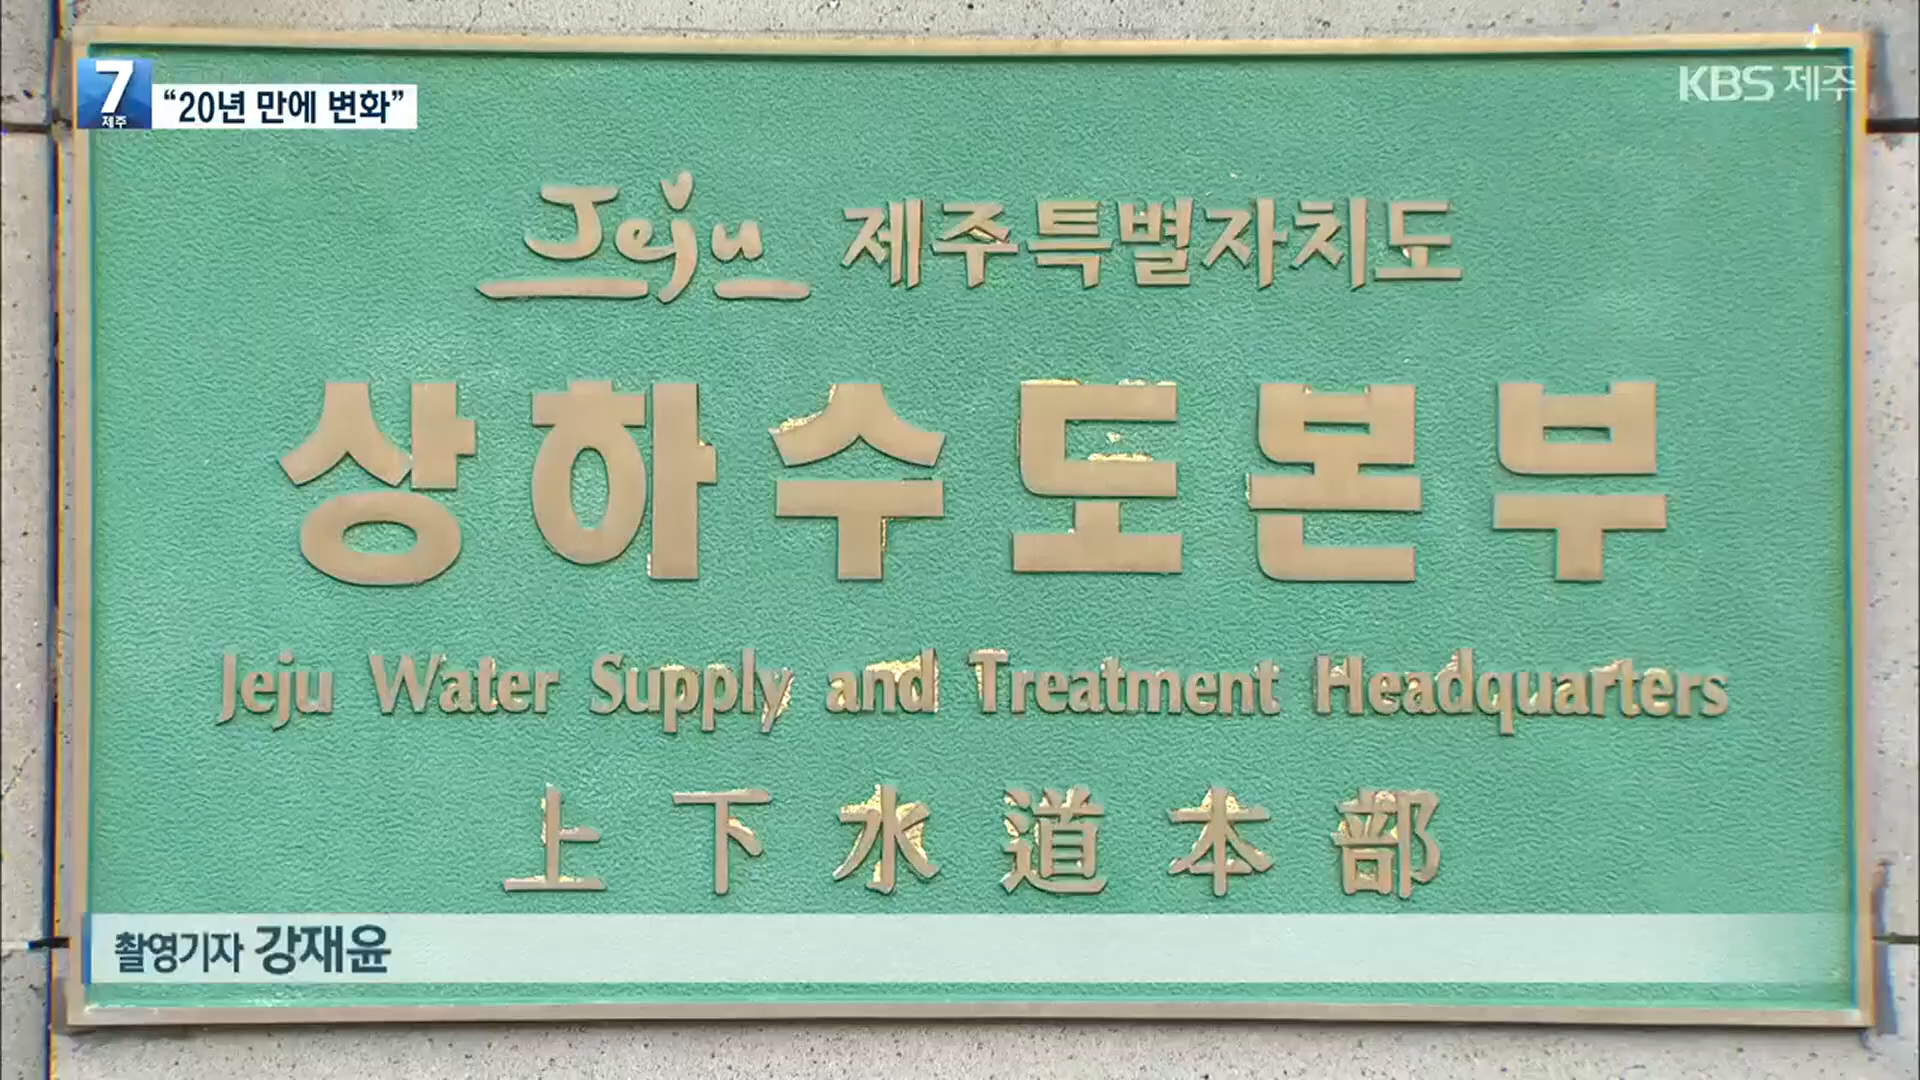 7 제주
“20년 만에 변화”
KBS 제주
Jeju 제주특별자치도
상하수도본부
Jeju Water Supply and Treatment Headquarters
上下水道本部
촬영기자 강재윤